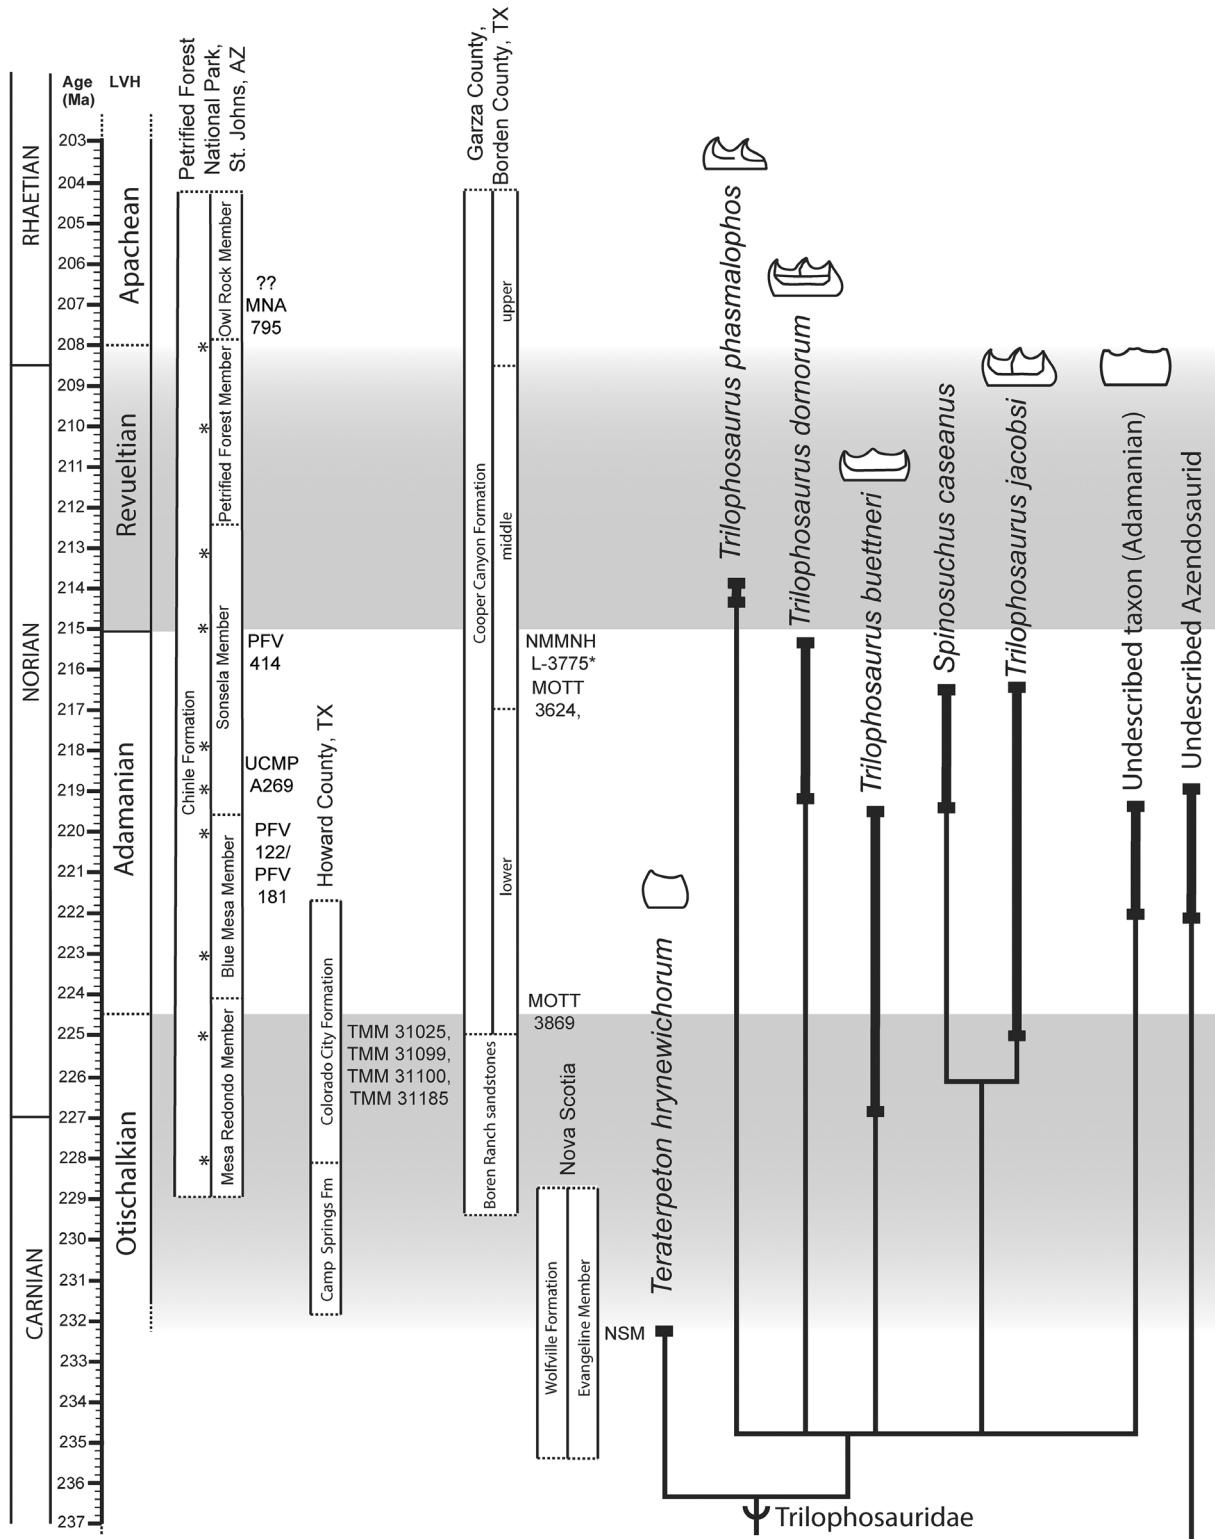 Age
(Ma)
LVH
203
204
205
206
207
208
209
210
211
212
213
214
215
216
217
218
219
220
221
222
223
224
225
226
227
228
229
230
231
232
233
234
235
236
237
RHAETIAN
NORIAN
CARNIAN
Apachean
Revueltian
Adamanian
Otischalkian
Petrified Forest
National Park,
St. Johns, AZ
Chinle Formation
Owl Rock Member
Petrified Forest Member
Sonsela Member
Blue Mesa Member
Mesa Redondo Member
*
*
*
*
*
*
*
*
*
*
??
MNA
795
PFV
414
UCMP
A269
PFV
122/
PFV
181
Howard County, TX
Colorado City Formation
Camp Springs Fm
TMM 31025,
TMM 31099,
TMM 31100,
TMM 31185
Garza County,
Borden County, TX
Cooper Canyon Formation
upper
middle
lower
Boren Ranch sandstones
NMMNH
L-3775*
MOTT
3624,
MOTT
3869
Nova Scotia
Wolfville Formation
Evangeline Member
NSM
Teraterpeton hrynewichorum
Trilophosaurus phasmalophos
Trilophosaurus dornorum
Trilophosaurus buettneri
Spinosuchus caseanus
Trilophosaurus jacobsi
Undescribed taxon (Adamanian)
Undescribed Azendosaurid
Trilophosauridae